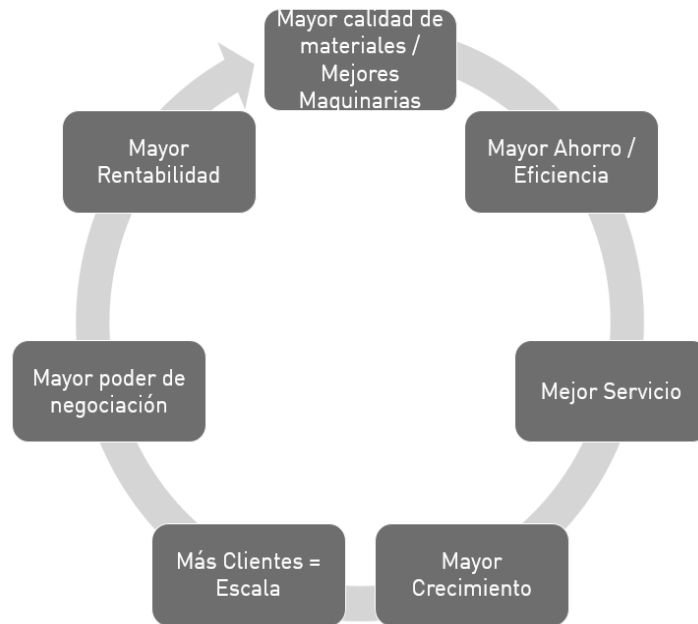 Mayor calidad de
materiales /
Mejores
Maquinarias
Mayor Ahorro /
Eficiencia
Mejor Servicio
Mayor
Crecimiento
Más Clientes =
Escala
Mayor poder de
negociación
Mayor
Rentabilidad